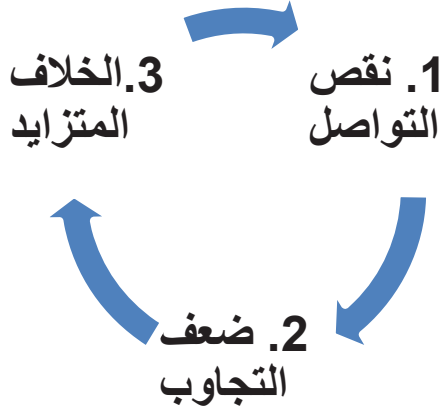 1. نقص
التواصل
2. ضعف
التجاوب
3.الخلاف
المتزايد